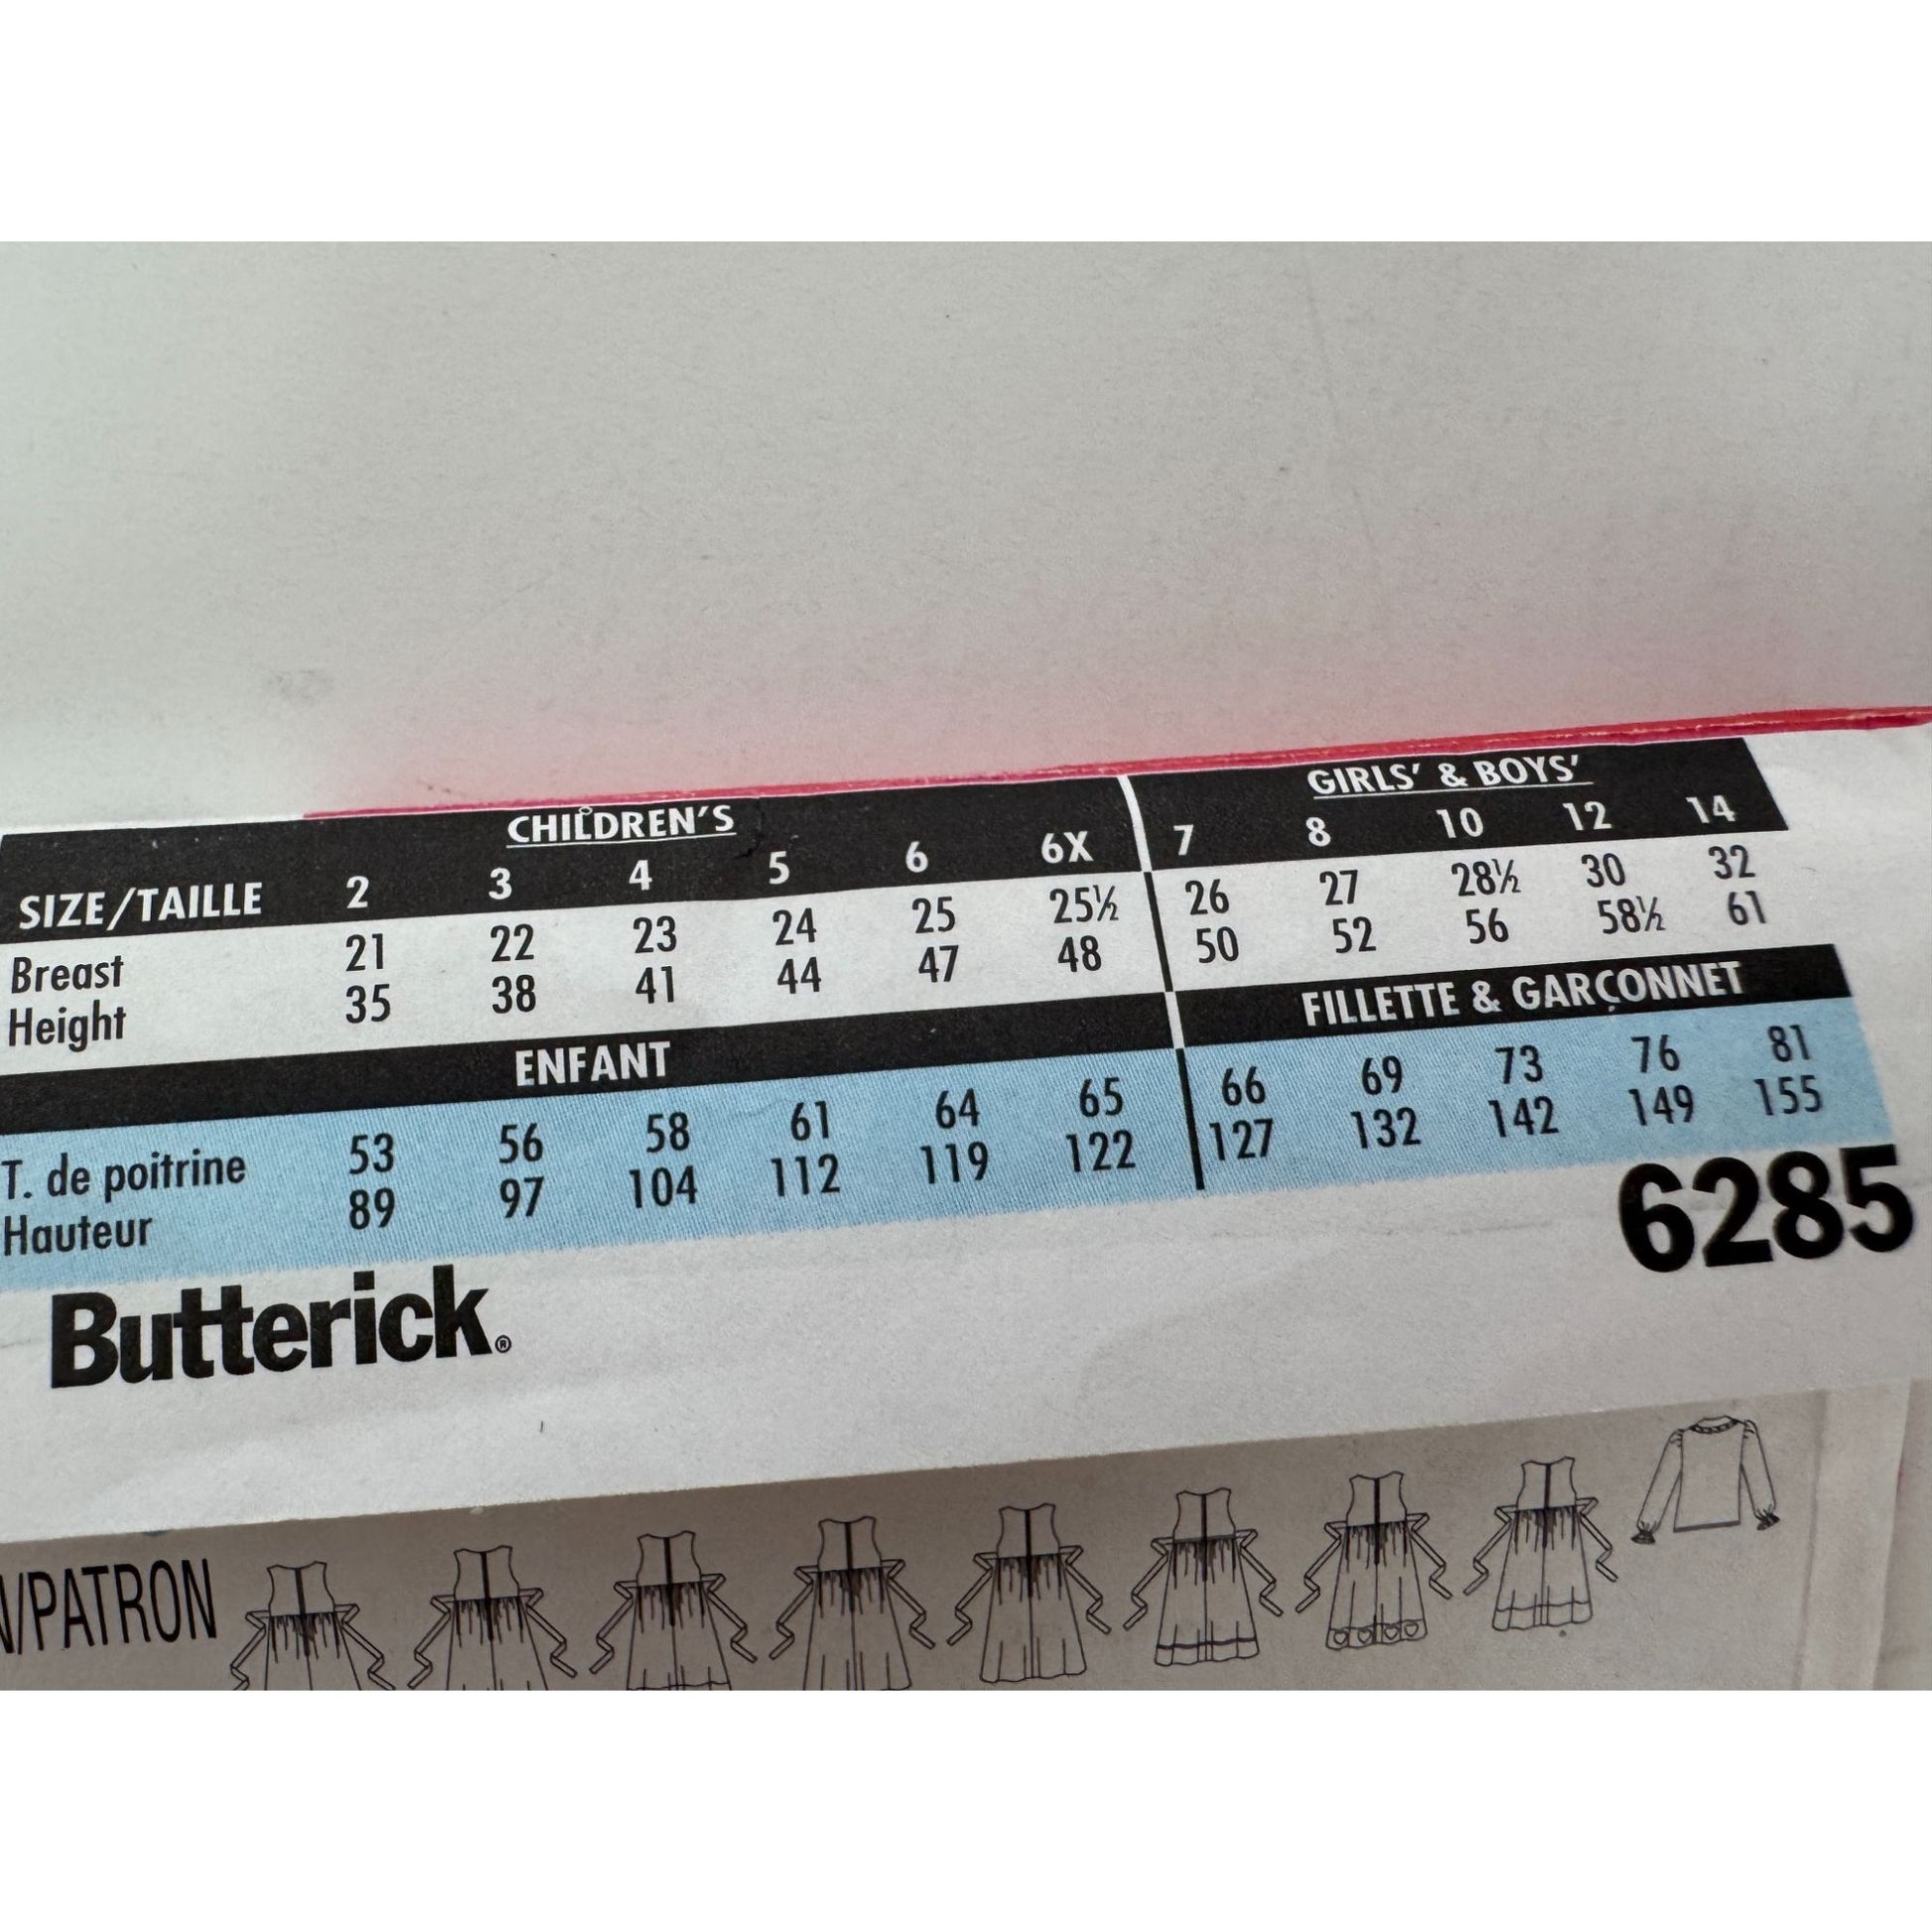 CHILDREN'S GIRLS' & BOYS'
SIZE/TAILLE 2 3 4 5 6 6X 7 8 10 12 14
Breast 21 22 23 24 25 25½ 26 27 28½ 30 32
Height 35 38 41 44 47 48 50 52 56 58½ 61
ENFANT FILLETTE & GARÇONNET
T. de poitrine 53 56 58 61 64 65 66 69 73 76 81
Hauteur 89 97 104 112 119 122 127 132 142 149 155
Butterick® 6285
/PATRON